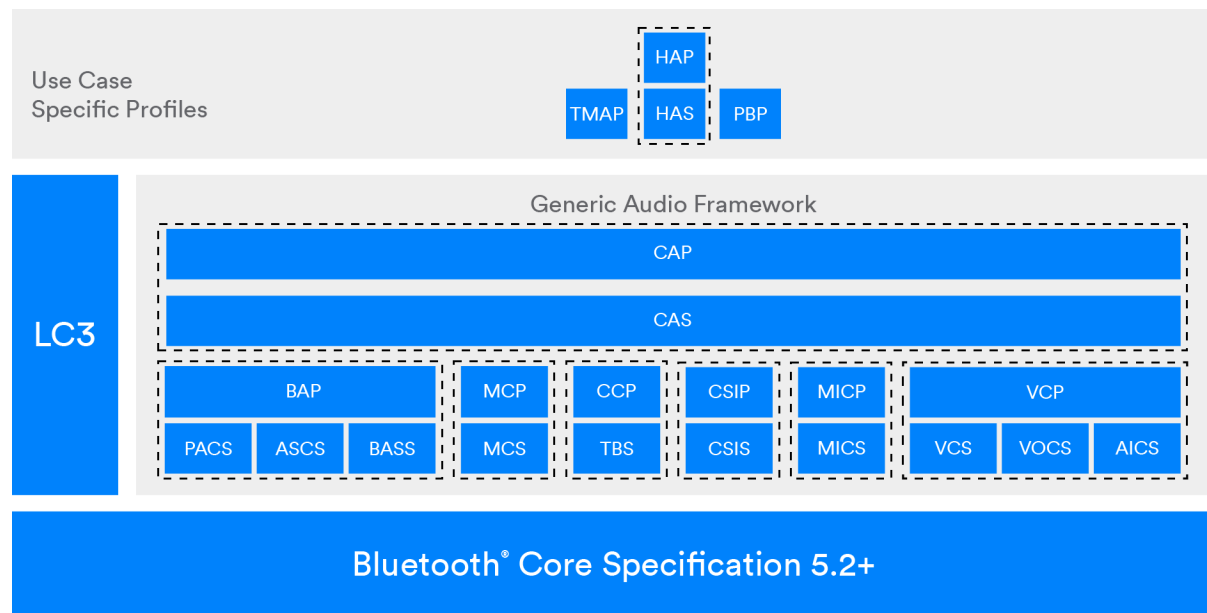 HAP
Use Case
Specific Profiles
TMAP HAS PBP
Generic Audio Framework
CAP
LC3
CAS
BAP MCP CCP CSIP MICP VCP
PACS ASCS BASS MCS TBS CSIS MICS VCS VOCS AICS
Bluetooth® Core Specification 5.2+